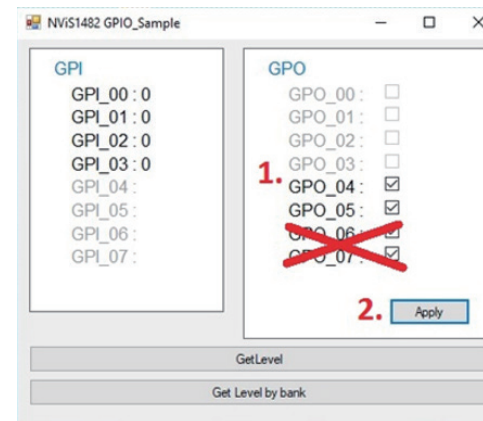 NViS1482 GPIO_Sample
GPI
GPI_00 : 0
GPI_01 : 0
GPI_02 : 0
GPI_03 : 0
GPI_04 :
GPI_05 :
GPI_06 :
GPI_07 :
GPO
GPO_00 :
GPO_01 :
GPO_02 :
GPO_03 :
1.
GPO_04 :
GPO_05 :
GPO_06 :
GPO_07 :
2. Apply
GetLevel
Get Level by bank